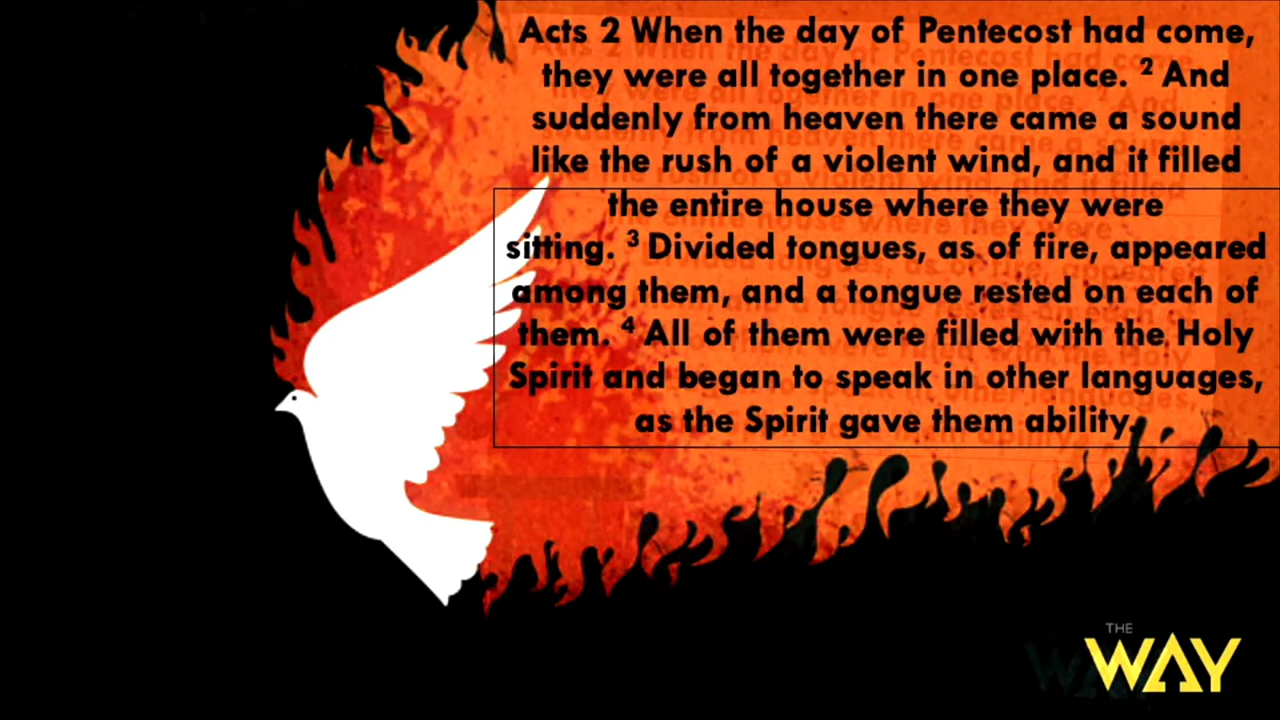 Acts 2 When the day of Pentecost had come,
they were all together in one place. ² And
suddenly from heaven there came a sound
like the rush of a violent wind, and it filled
the entire house where they were
sitting. ³ Divided tongues, as of fire, appeared
among them, and a tongue rested on each of
them. ⁴ All of them were filled with the Holy
Spirit and began to speak in other languages,
as the Spirit gave them ability.
THE
WAY